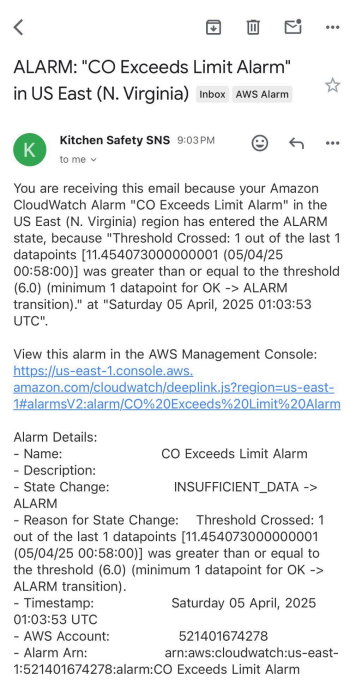 ALARM: "CO Exceeds Limit Alarm"
in US East (N. Virginia) Inbox AWS Alarm
K
Kitchen Safety SNS 9:03 PM
to me
You are receiving this email because your Amazon
CloudWatch Alarm "CO Exceeds Limit Alarm" in the
US East (N. Virginia) region has entered the ALARM
state, because "Threshold Crossed: 1 out of the last 1
datapoints [11.454073000000001 (05/04/25
00:58:00)] was greater than or equal to the threshold
(6.0) (minimum 1 datapoint for OK -> ALARM
transition)." at "Saturday 05 April, 2025 01:03:53
UTC".
View this alarm in the AWS Management Console:
https://us-east-1.console.aws.
amazon.com/cloudwatch/deeplink.js?region=us-east-
1#alarmsV2:alarm/CO%20Exceeds%20Limit%20Alarm
Alarm Details:
- Name: CO Exceeds Limit Alarm
- Description:
- State Change: INSUFFICIENT_DATA ->
ALARM
- Reason for State Change: Threshold Crossed: 1
out of the last 1 datapoints [11.454073000000001
(05/04/25 00:58:00)] was greater than or equal to
the threshold (6.0) (minimum 1 datapoint for OK ->
ALARM transition).
- Timestamp: Saturday 05 April, 2025
01:03:53 UTC
- AWS Account: 521401674278
- Alarm Arn: arn:aws:cloudwatch:us-east-
1:521401674278:alarm:CO Exceeds Limit Alarm